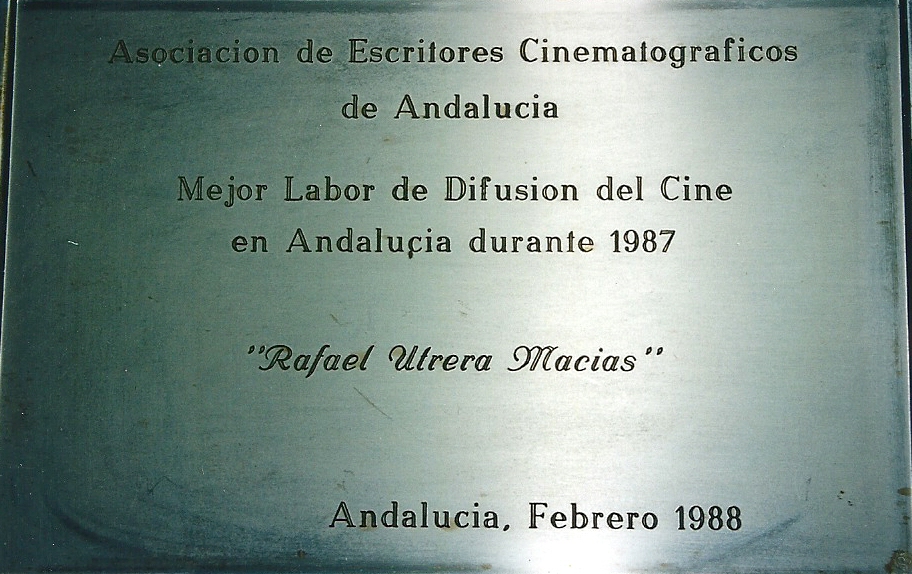 Asociacion de Escritores Cinematograficos
de Andalucia
Mejor Labor de Difusion del Cine
en Andalucia durante 1987
"Rafael Utrera Macias"
Andalucia, Febrero 1988